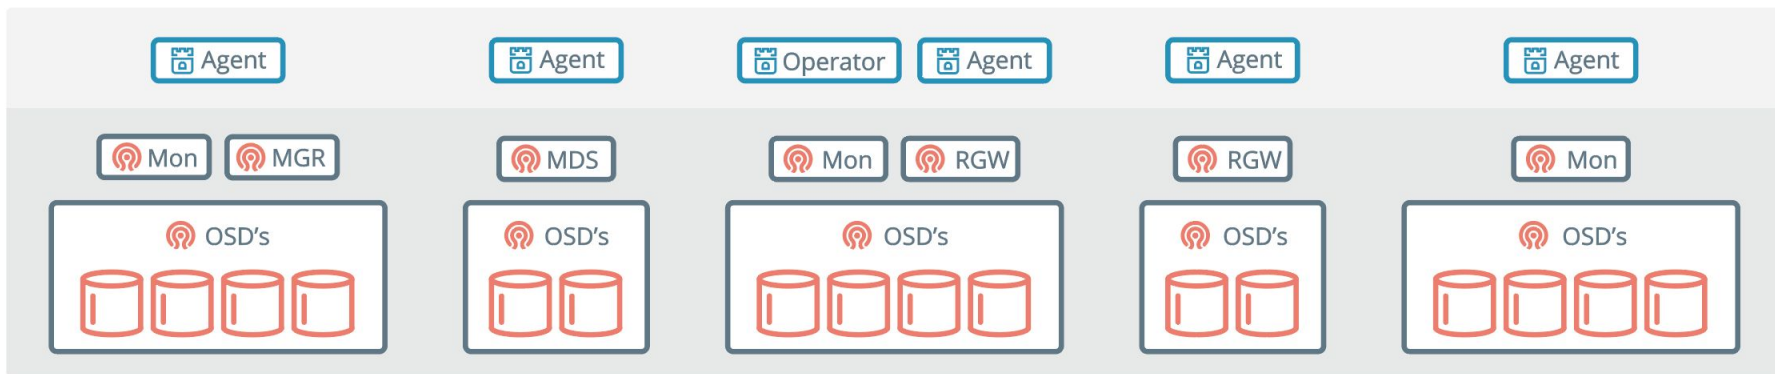 Agent Agent Operator Agent Agent Agent
Mon MGR MDS Mon RGW RGW Mon
OSD’s OSD’s OSD’s OSD’s OSD’s